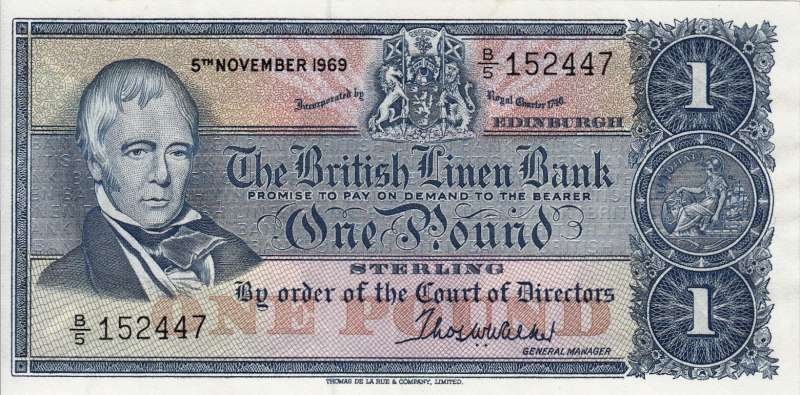 5TH NOVEMBER 1969
B/5 152447
Incorporated by Royal Charter 1746.
EDINBURGH
The British Linen Bank
PROMISE TO PAY ON DEMAND TO THE BEARER
One Pound
STERLING
By order of the Court of Directors
ONE POUND
B/5 152447
Thos W Walker
GENERAL MANAGER
1
1
THOMAS DE LA RUE & COMPANY, LIMITED.